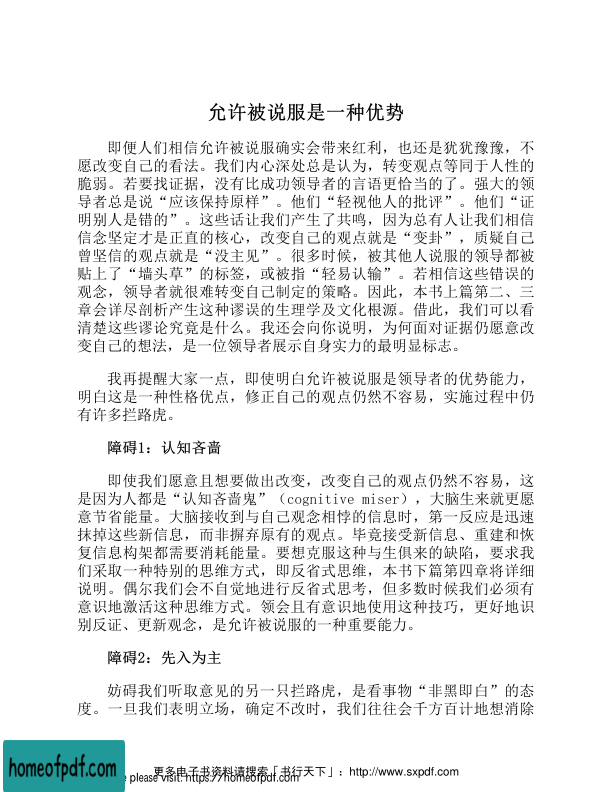 允许被说服是一种优势
即便人们相信允许被说服确实会带来红利，也还是犹犹豫豫，不
愿改变自己的看法。我们内心深处总是认为，转变观点等同于人性的
脆弱。若要找证据，没有比成功领导者的言语更恰当的了。强大的领
导者总是说“应该保持原样”。他们“轻视他人的批评”。他们“证
明别人是错的”。这些话让我们产生了共鸣，因为总有人让我们相信
信念坚定才是正直的核心，改变自己的观点就是“变卦”，质疑自己
曾坚信的观点就是“没主见”。很多时候，被其他人说服的领导都被
贴上了“墙头草”的标签，或被指“轻易认输”。若相信这些错误的
观念，领导者就很难转变自己制定的策略。因此，本书上篇第二、三
章会详尽剖析产生这种谬误的生理学及文化根源。借此，我们可以看
清楚这些谬论究竟是什么。我还会向你说明，为何面对证据仍愿意改
变自己的想法，是一位领导者展示自身实力的最明显标志。
我再提醒大家一点，即使明白允许被说服是领导者的优势能力，
明白这是一种性格优点，修正自己的观点仍然不容易，实施过程中仍
有许多拦路虎。
障碍1：认知吝啬
即使我们愿意且想要做出改变，改变自己的观点仍然不容易，这
是因为人都是“认知吝啬鬼”（cognitive miser），大脑生来就更愿
意节省能量。大脑接收到与自己观念相悖的信息时，第一反应是迅速
抹掉这些新信息，而非摒弃原有的观点。毕竟接受新信息、重建和恢
复信息构架都需要消耗能量。要想克服这种与生俱来的缺陷，要求我
们采取一种特别的思维方式，即反省式思维，本书下篇第四章将详细
说明。偶尔我们会不自觉地进行反省式思考，但多数时候我们必须有
意识地激活这种思维方式。领会且有意识地使用这种技巧，更好地识
别反证、更新观念，是允许被说服的一种重要能力。
障碍2：先入为主
妨碍我们听取意见的另一只拦路虎，是看事物“非黑即白”的态
度。一旦我们表明立场，确定不改时，我们往往会千方百计地想消除
homeofpdf.com
更多电子书资料请搜索「书行天下」：http://www.sxpdf.com
please visit: https://homeofpdf.com